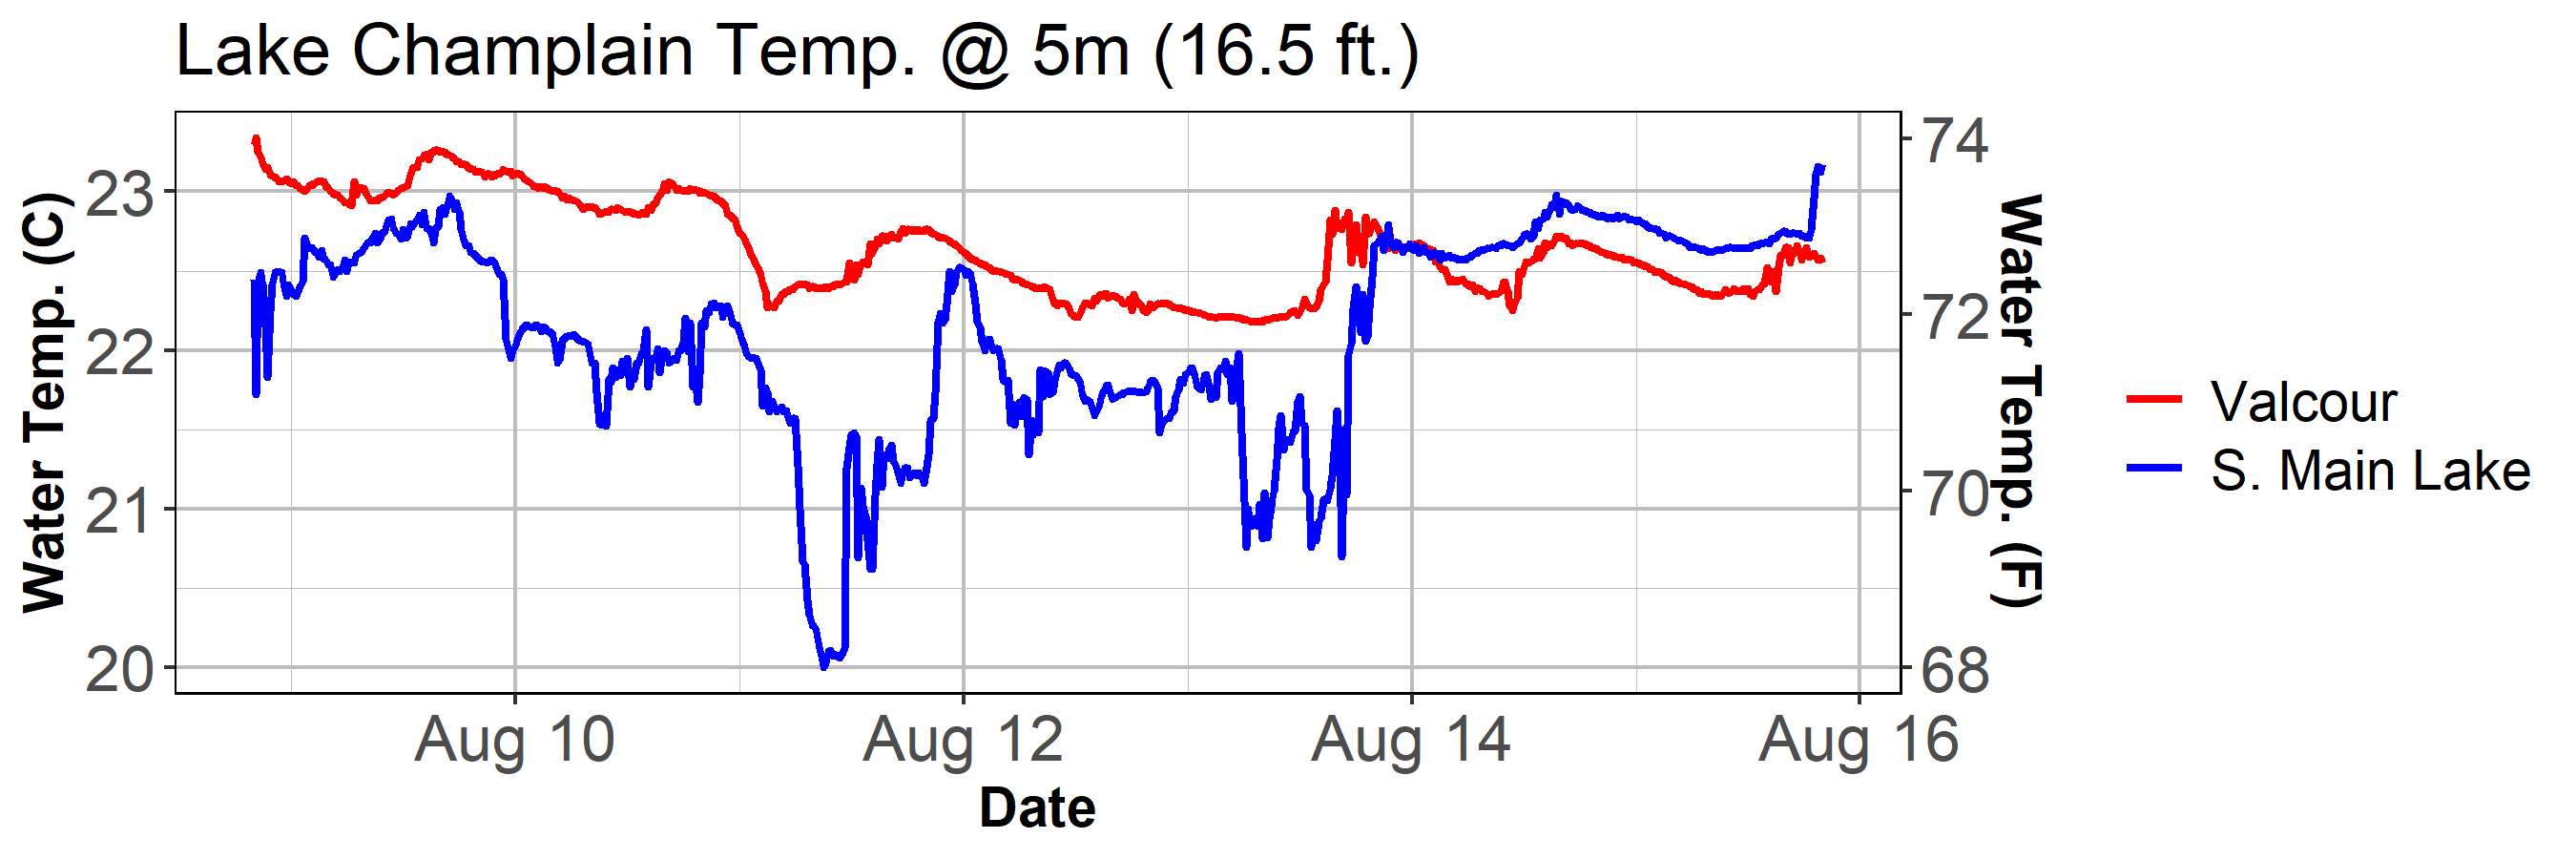 Lake Champlain Temp. @ 5m (16.5 ft.)
Water Temp. (C)
23
22
21
20
74
72
70
68
Water Temp. (F)
Aug 10
Aug 12
Aug 14
Aug 16
Date
Valcour
S. Main Lake